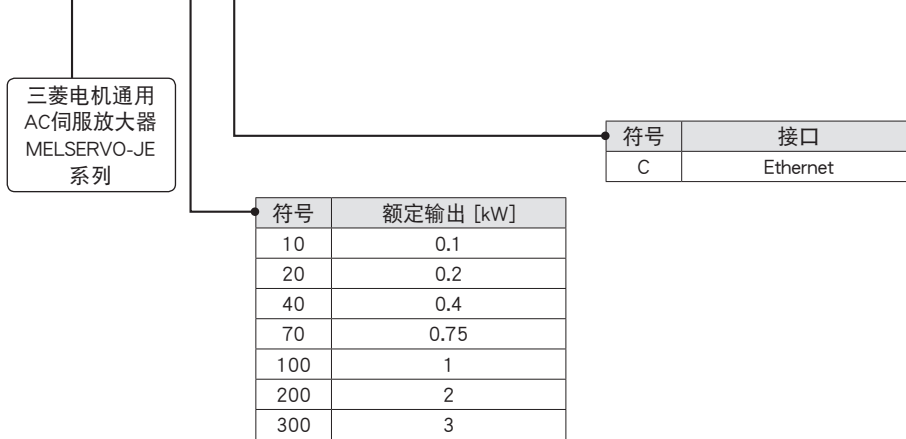 三菱电机通用
AC伺服放大器
MELSERVO-JE
系列
符号 接口
C Ethernet
符号 额定输出 [kW]
10 0.1
20 0.2
40 0.4
70 0.75
100 1
200 2
300 3